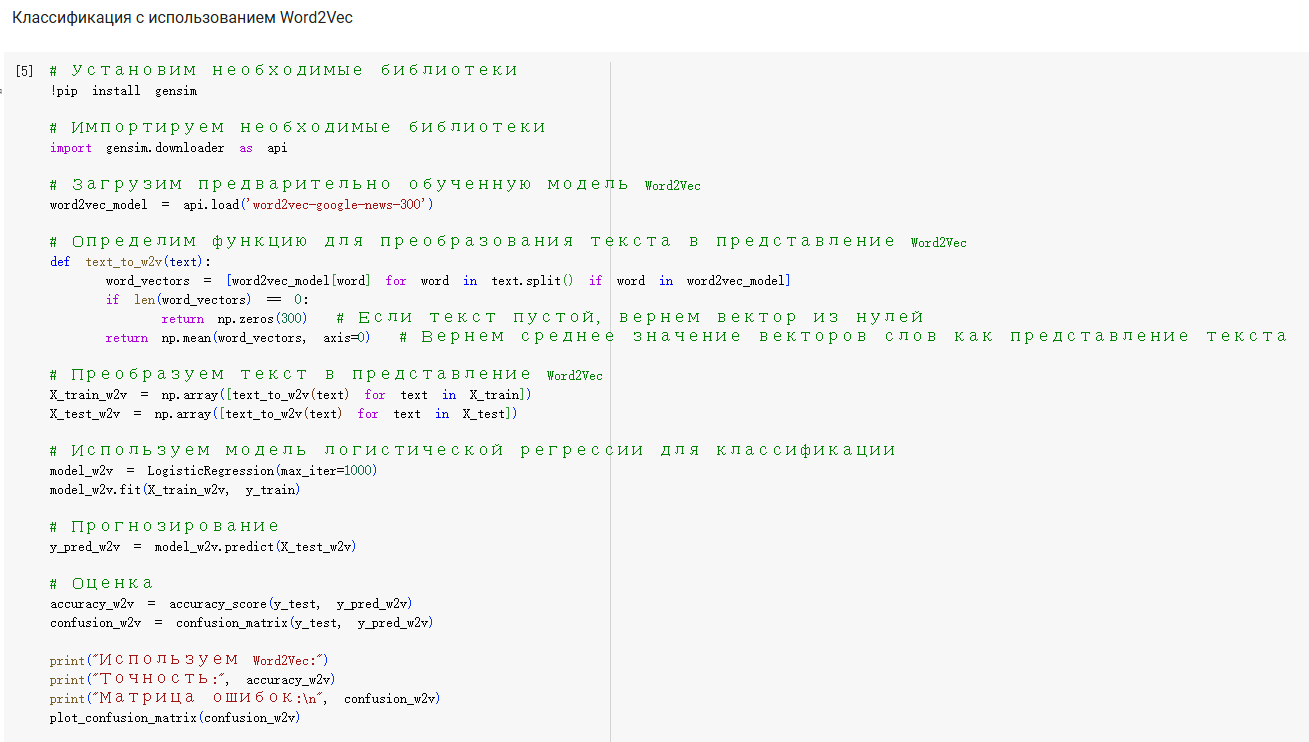 Классификация с использованием Word2Vec
[5] # Установим необходимые библиотеки
!pip install gensim
# Импортируем необходимые библиотеки
import gensim.downloader as api
# Загрузим предварительно обученную модель Word2Vec
word2vec_model = api.load('word2vec-google-news-300')
# Определим функцию для преобразования текста в представление Word2Vec
def text_to_w2v(text):
word_vectors = [word2vec_model[word] for word in text.split() if word in word2vec_model]
if len(word_vectors) == 0:
return np.zeros(300) # Если текст пустой, вернем вектор из нулей
return np.mean(word_vectors, axis=0) # Вернем среднее значение векторов слов как представление текста
# Преобразуем текст в представление Word2Vec
X_train_w2v = np.array([text_to_w2v(text) for text in X_train])
X_test_w2v = np.array([text_to_w2v(text) for text in X_test])
# Используем модель логистической регрессии для классификации
model_w2v = LogisticRegression(max_iter=1000)
model_w2v.fit(X_train_w2v, y_train)
# Прогнозирование
y_pred_w2v = model_w2v.predict(X_test_w2v)
# Оценка
accuracy_w2v = accuracy_score(y_test, y_pred_w2v)
confusion_w2v = confusion_matrix(y_test, y_pred_w2v)
print("Используем Word2Vec:")
print("Точность:", accuracy_w2v)
print("Матрица ошибок:\n", confusion_w2v)
plot_confusion_matrix(confusion_w2v)